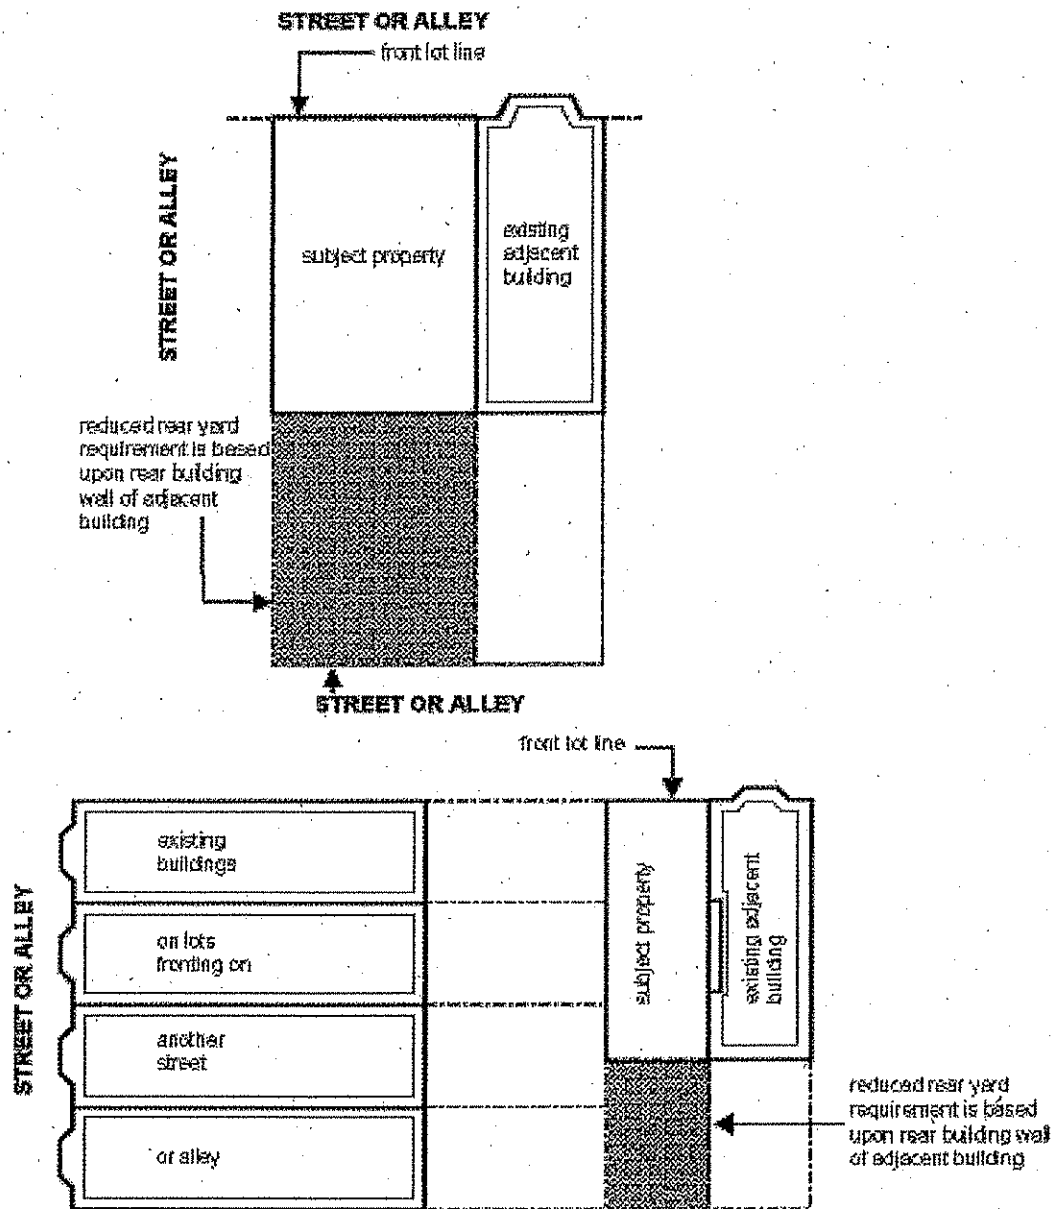 STREET OR ALLEY
front lot line
STREET OR ALLEY
subject property
existing
adjacent
building
reduced rear yard
requirement is based
upon rear building
wall of adjacent
building
STREET OR ALLEY
front lot line
STREET OR ALLEY
existing
buildings
on lots
fronting on
another
street
or alley
subject property
existing adjacent
building
reduced rear yard
requirement is based
upon rear building wall
of adjacent building